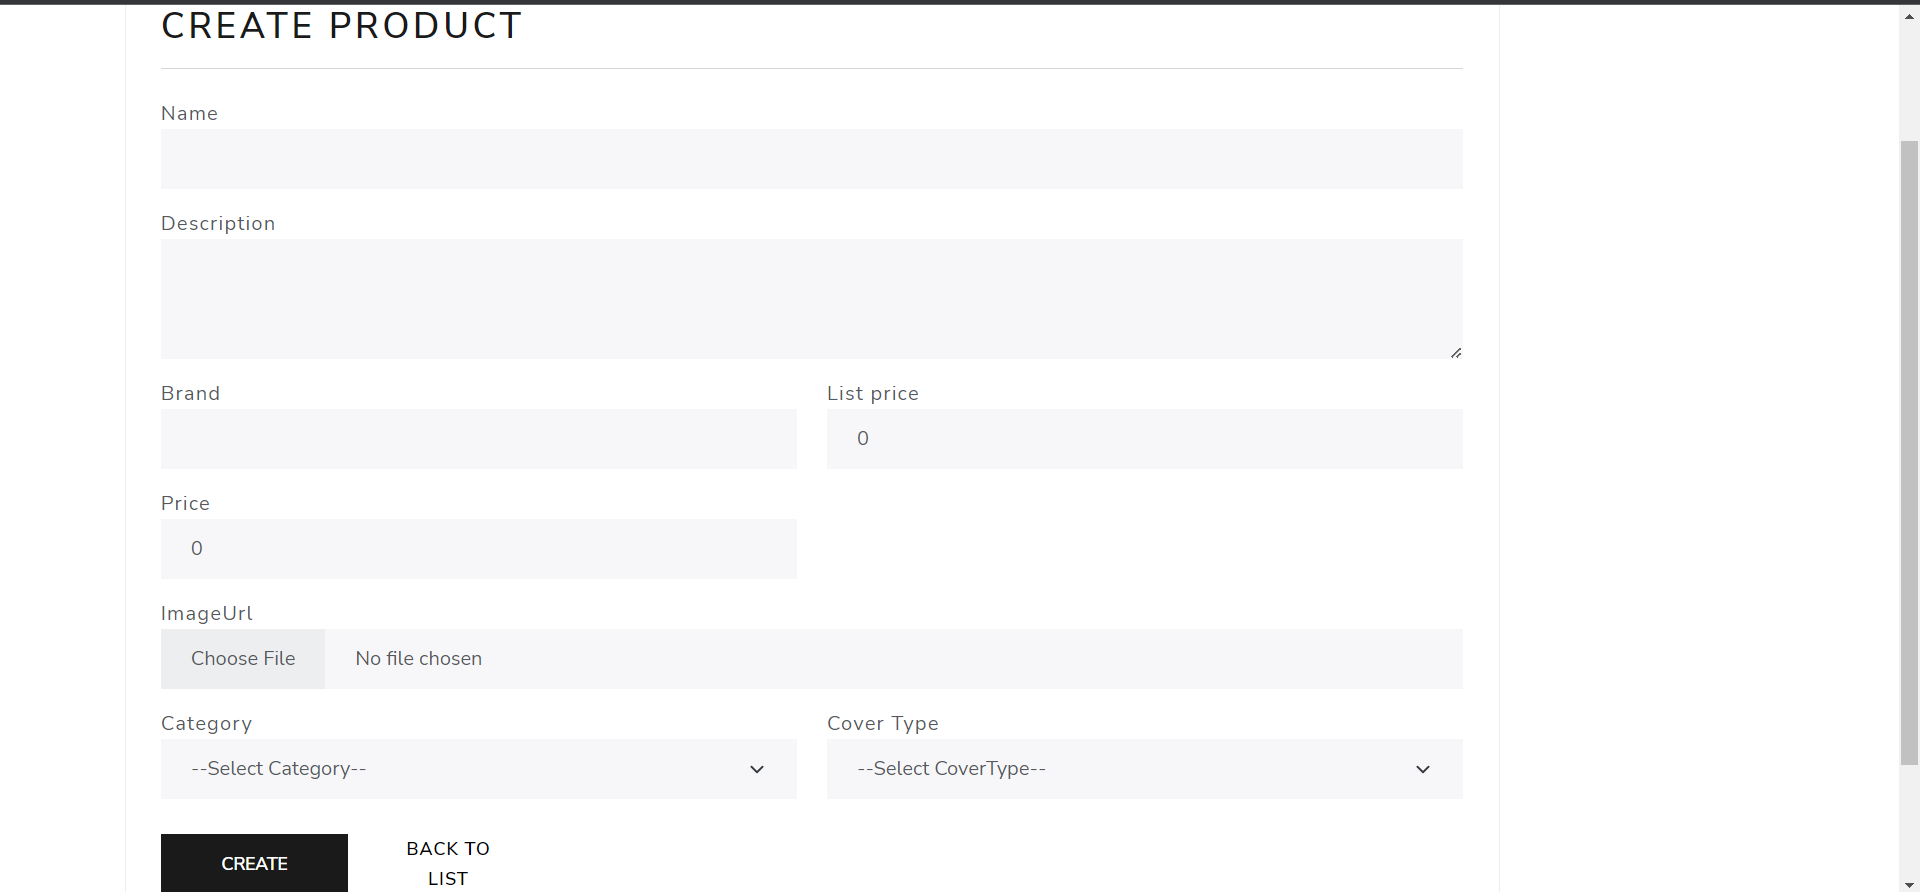 CREATE PRODUCT
Name
Description
Brand
List price
0
Price
0
ImageUrl
Choose File No file chosen
Category
Cover Type
--Select Category--
--Select CoverType--
CREATE
BACK TO
LIST